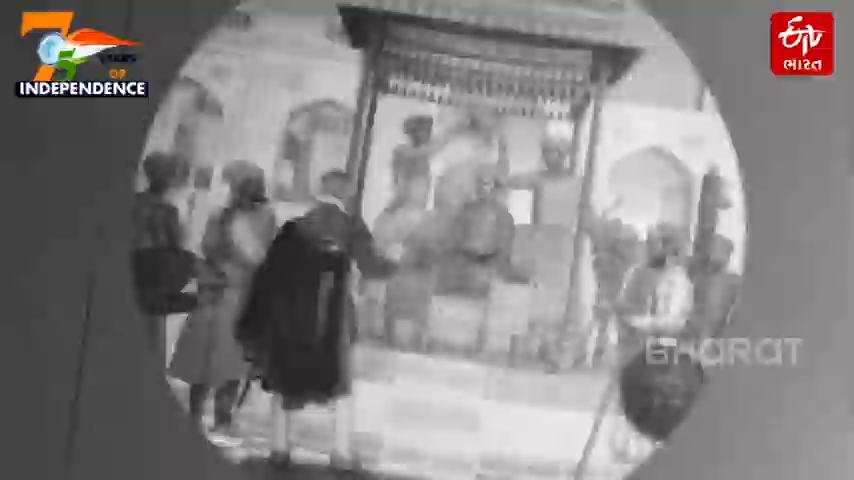 75 YEARS
OF
INDEPENDENCE
ETV
ભારત
BHARAT